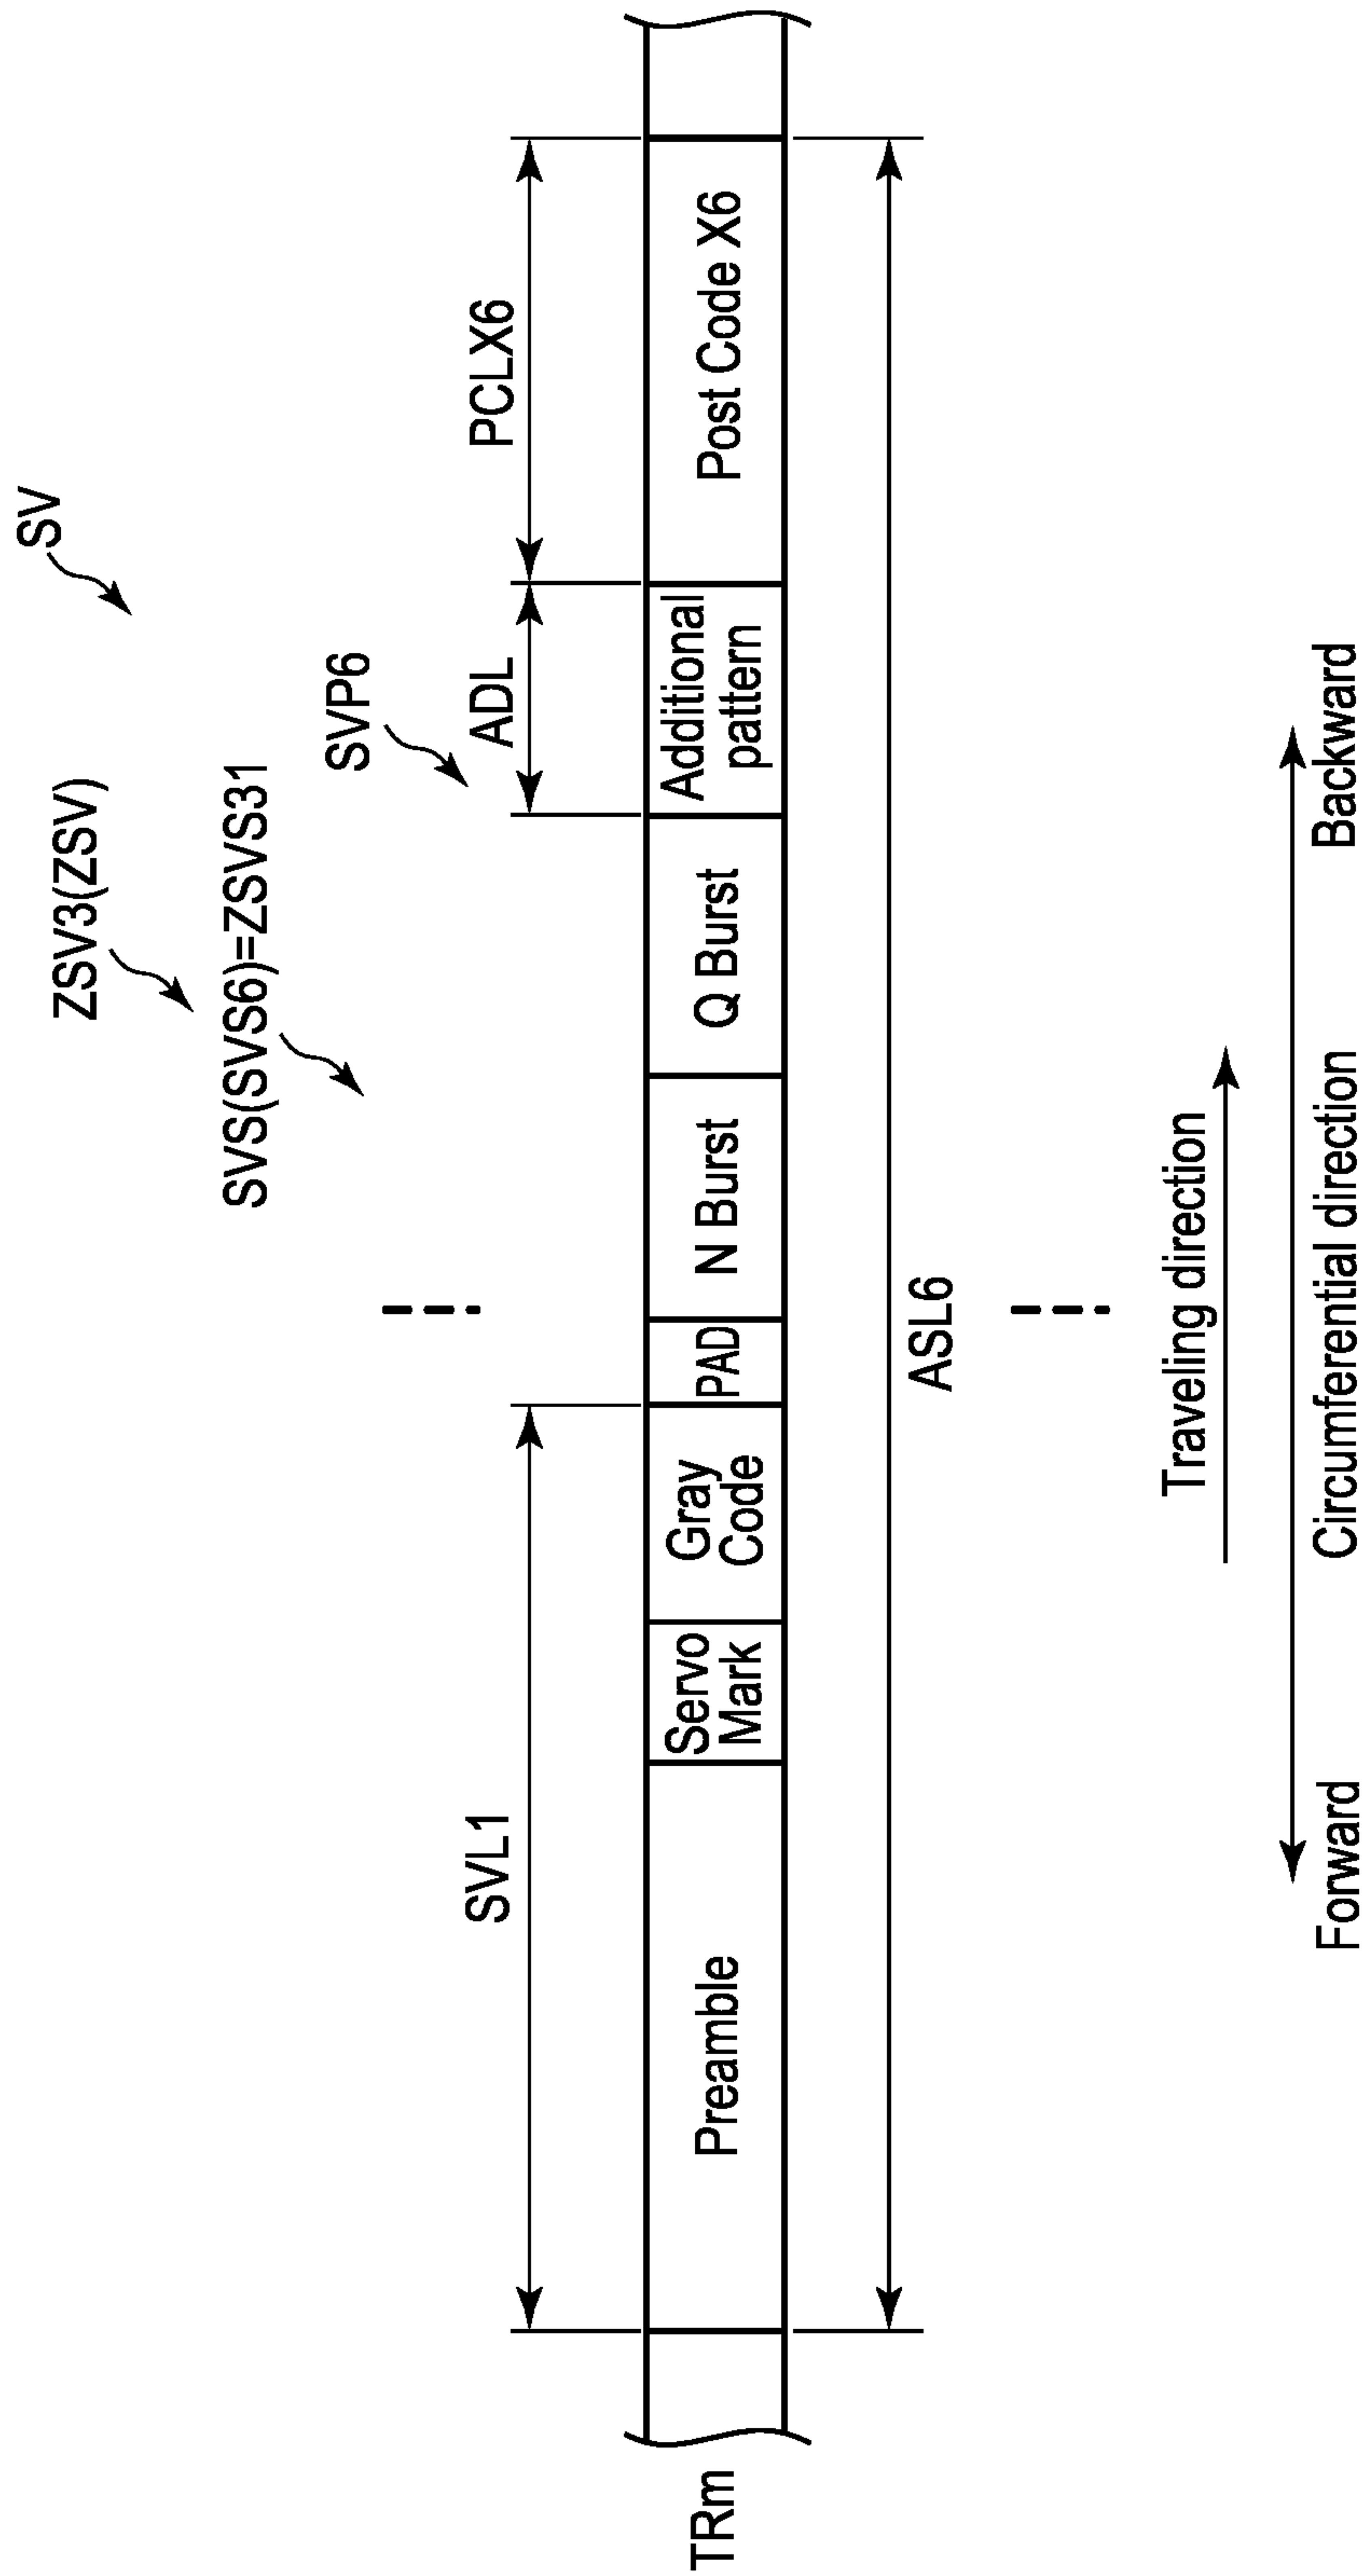 SV
ZSV3(ZSV)
SVS(SVS6)=ZSVS31
SVP6
SVL1
ADL
PCLX6
TRm
Preamble
Servo
Mark
Gray
Code
PAD
N Burst
Q Burst
Additional
pattern
Post Code X6
ASL6
Traveling direction
Forward
Circumferential direction
Backward